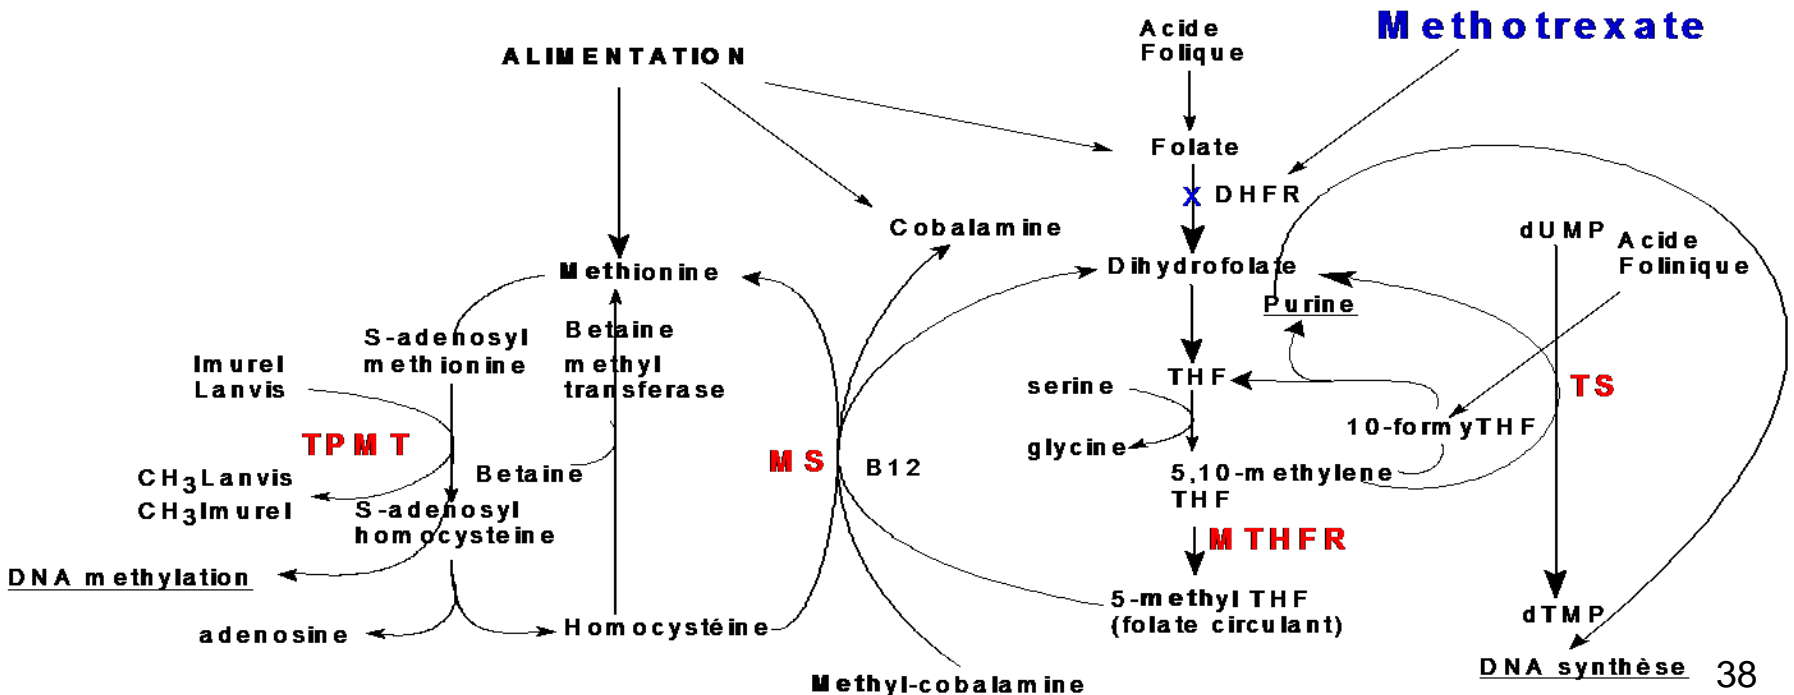 ALIMENTATION
Acide
Folique
Methotrexate
Folate
X DHFR
Cobalamine
dUMP
Acide
Folinique
Methionine
Dihydrofolate
Purine
S-adenosyl
methionine
Betaine
methyl
transferase
Imurel
Lanvis
serine
THF
TS
TPMT
glycine
10-formyTHF
MS
B12
Betaine
5,10-methylene
THF
CH3Lanvis
CH3Imurel
S-adenosyl
homocysteine
MTHFR
DNA methylation
5-methyl THF
(folate circulant)
dTMP
adenosine
Homocystéine
DNA synthèse
38
Methyl-cobalamine